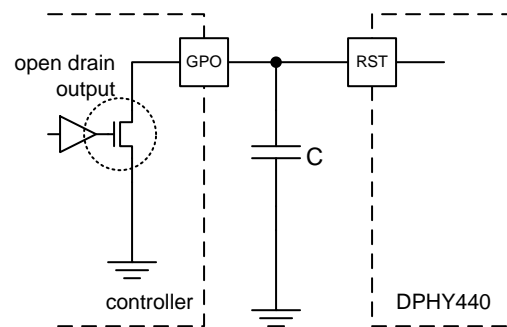 open drain
output
GPO
RST
C
controller
DPHY440